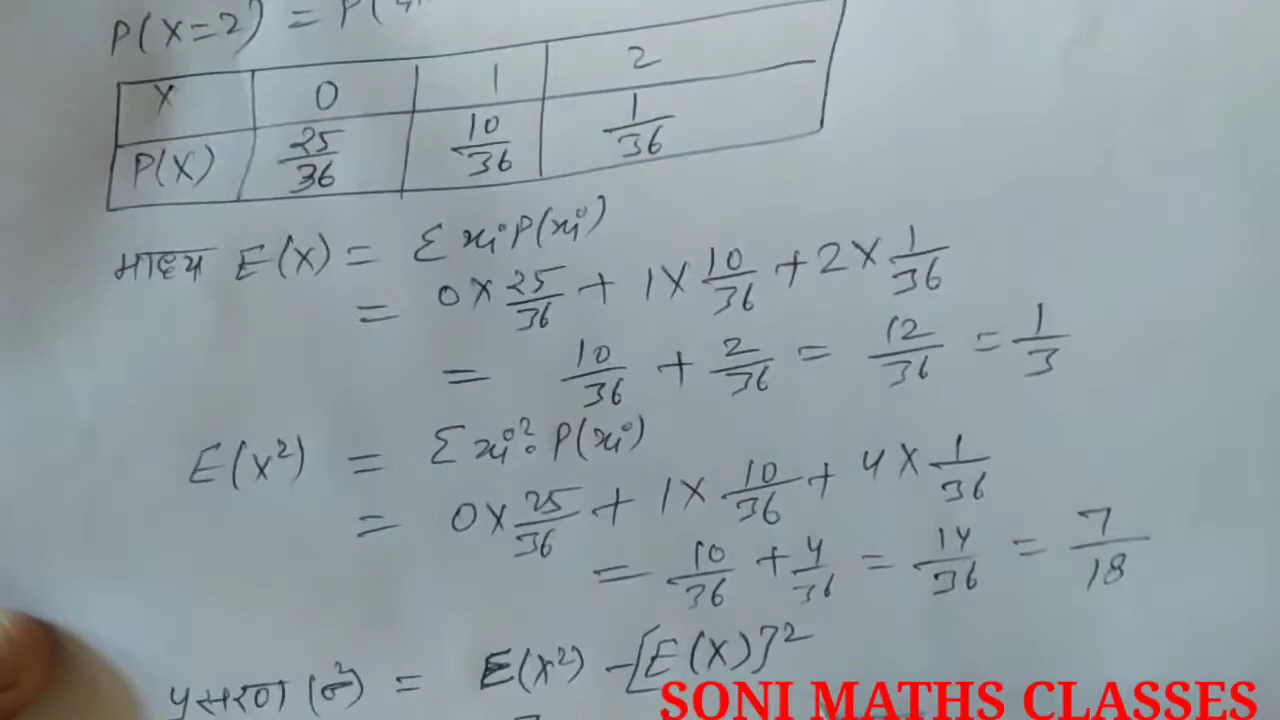 P(X=2) = P(
X 0 1 2
P(X) 25/36 10/36 1/36
माध्य E(X) = Σ xᵢ P(xᵢ)
= 0 × 25/36 + 1 × 10/36 + 2 × 1/36
= 10/36 + 2/36 = 12/36 = 1/3
E(X²) = Σ xᵢ² · P(xᵢ)
= 0 × 25/36 + 1 × 10/36 + 4 × 1/36
= 10/36 + 4/36 = 14/36 = 7/18
प्रसरण (σ²) = E(X²) - [E(X)]²
SONI MATHS CLASSES